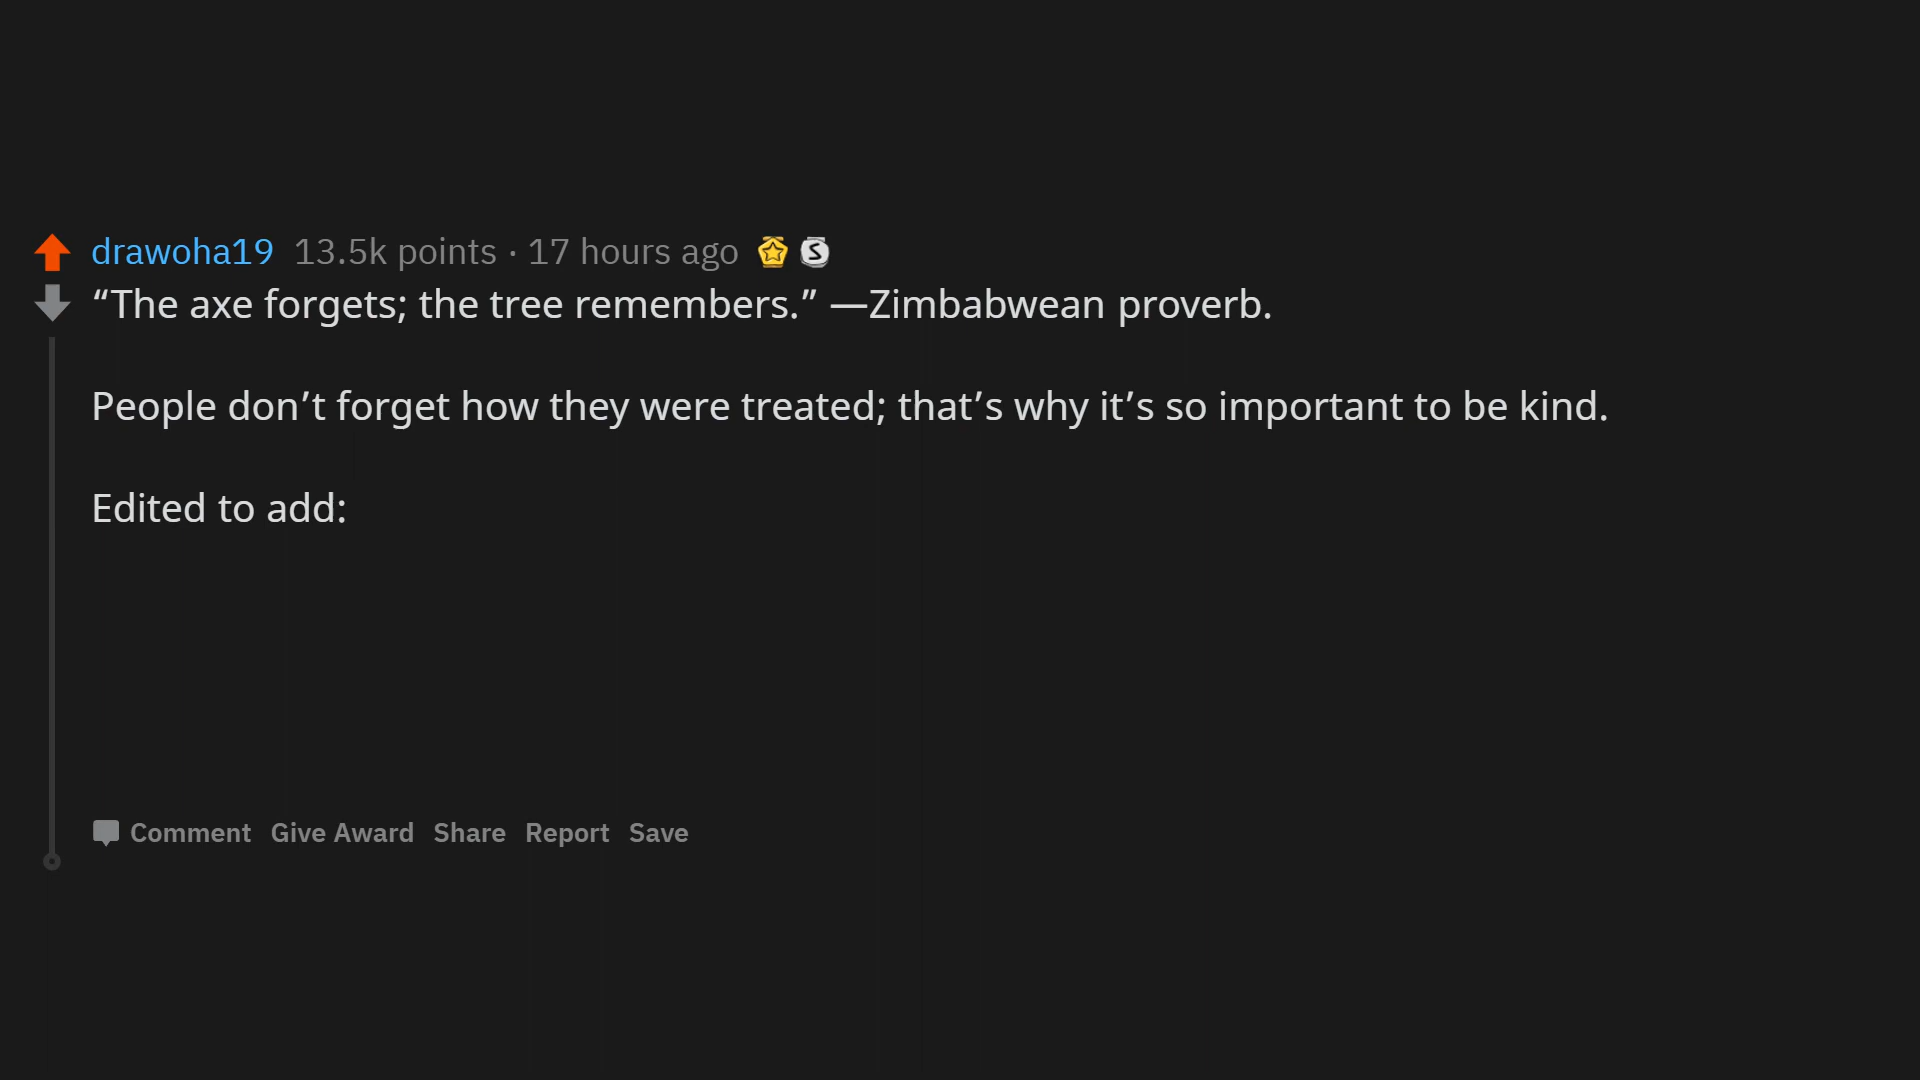 drawoha19 13.5k points · 17 hours ago
“The axe forgets; the tree remembers.” —Zimbabwean proverb.
People don’t forget how they were treated; that’s why it’s so important to be kind.
Edited to add:
Comment Give Award Share Report Save